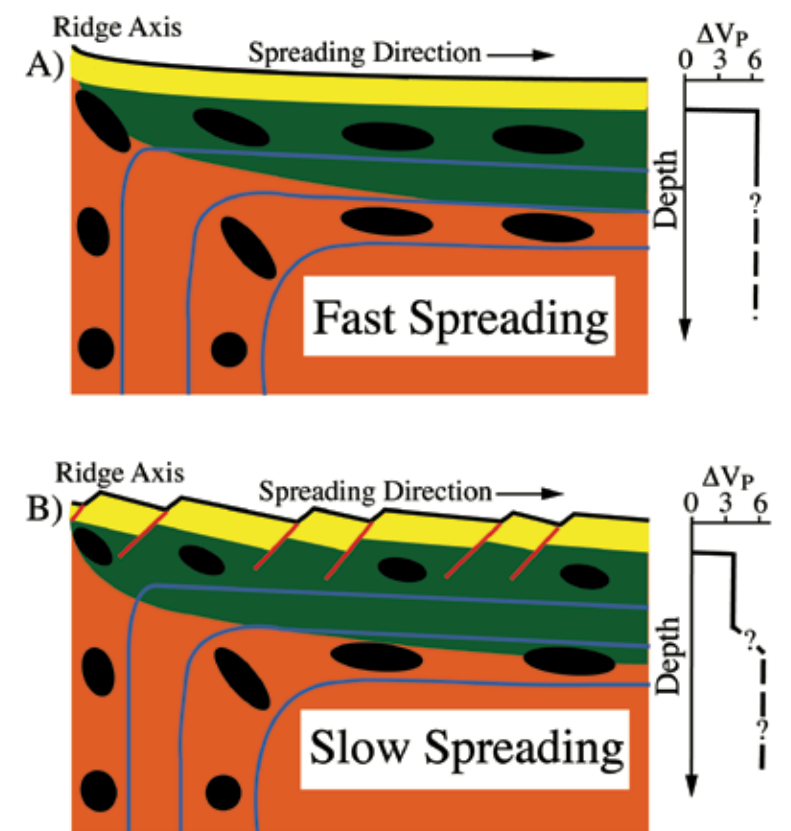 Ridge Axis
A)
Spreading Direction
ΔVP
0 3 6
Depth
?
Fast Spreading
Ridge Axis
B)
Spreading Direction
ΔVP
0 3 6
Depth
?
?
Slow Spreading